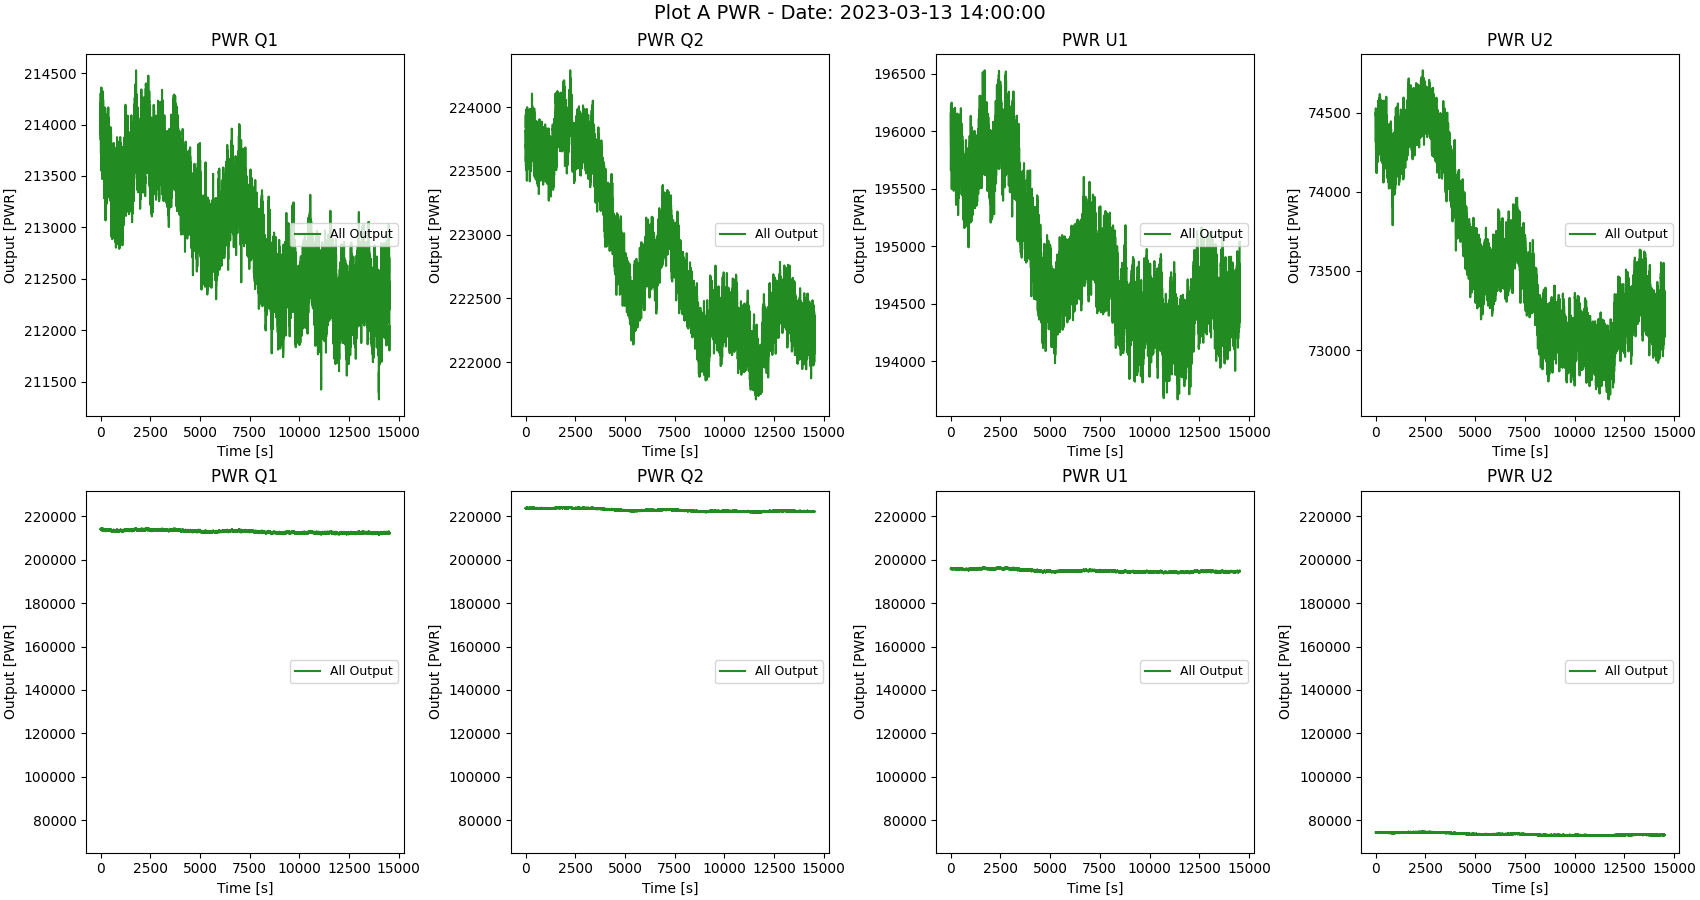 Plot A PWR - Date: 2023-03-13 14:00:00
PWR Q1
PWR Q2
PWR U1
PWR U2
Output [PWR]
214500
214000
213500
213000
212500
212000
211500
All Output
0 2500 5000 7500 10000 12500 15000
Time [s]
Output [PWR]
224000
223500
223000
222500
222000
All Output
0 2500 5000 7500 10000 12500 15000
Time [s]
Output [PWR]
196500
196000
195500
195000
194500
194000
All Output
0 2500 5000 7500 10000 12500 15000
Time [s]
Output [PWR]
74500
74000
73500
73000
All Output
0 2500 5000 7500 10000 12500 15000
Time [s]
PWR Q1
PWR Q2
PWR U1
PWR U2
Output [PWR]
220000
200000
180000
160000
140000
120000
100000
80000
All Output
0 2500 5000 7500 10000 12500 15000
Time [s]
Output [PWR]
220000
200000
180000
160000
140000
120000
100000
80000
All Output
0 2500 5000 7500 10000 12500 15000
Time [s]
Output [PWR]
220000
200000
180000
160000
140000
120000
100000
80000
All Output
0 2500 5000 7500 10000 12500 15000
Time [s]
Output [PWR]
220000
200000
180000
160000
140000
120000
100000
80000
All Output
0 2500 5000 7500 10000 12500 15000
Time [s]